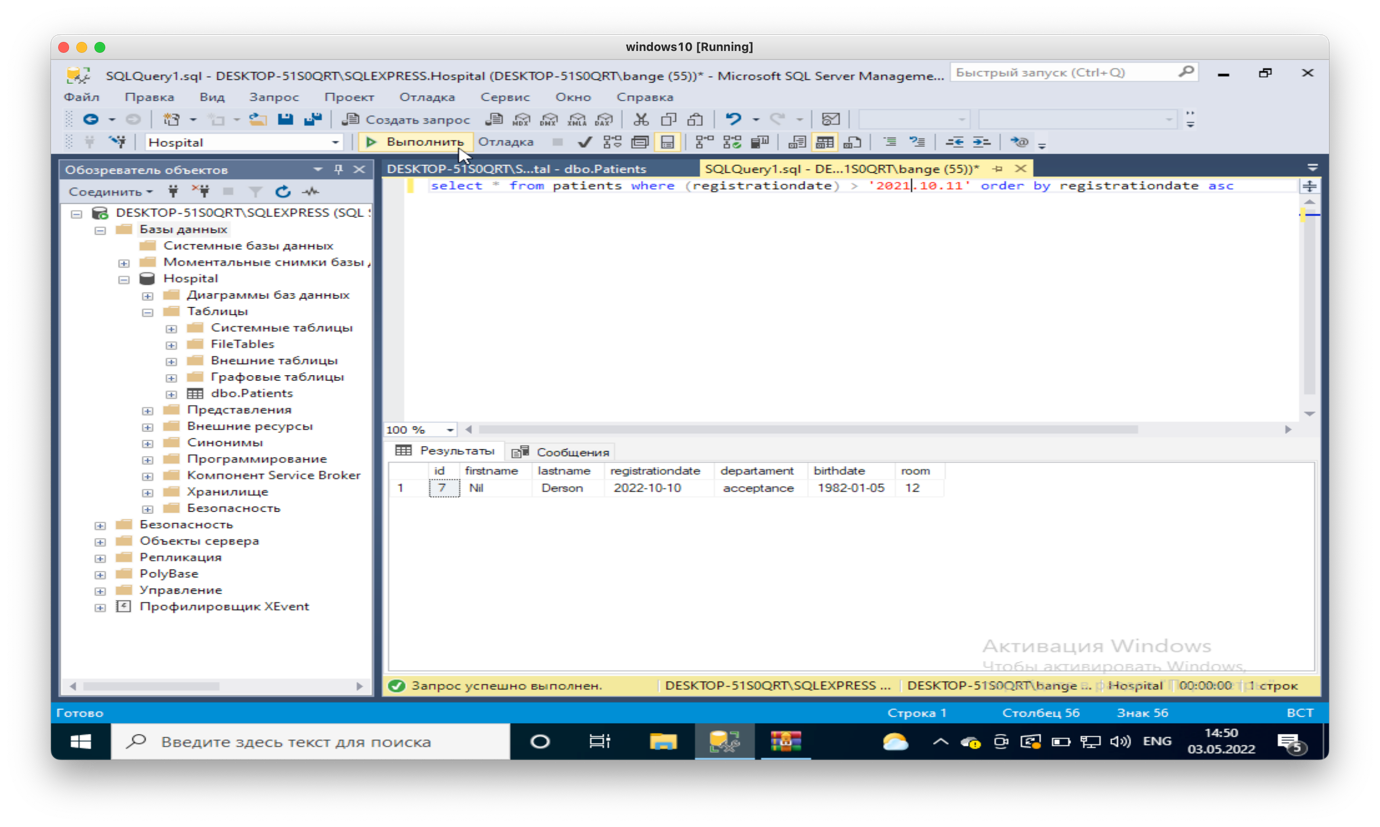 windows10 [Running]
SQLQuery1.sql - DESKTOP-51S0QRT\SQLEXPRESS.Hospital (DESKTOP-51S0QRT\bange (55))* - Microsoft SQL Server Manageme...
Быстрый запуск (Ctrl+Q)
Файл Правка Вид Запрос Проект Отладка Сервис Окно Справка
Создать запрос MDX DMX XMLA DAX
Hospital Выполнить Отладка
Обозреватель объектов
DESKTOP-51S0QRT\S...tal - dbo.Patients SQLQuery1.sql - DE...1S0QRT\bange (55))*
Соединить
select * from patients where (registrationdate) > '2021.10.11' order by registrationdate asc
DESKTOP-51S0QRT\SQLEXPRESS (SQL S
Базы данных
Системные базы данных
Моментальные снимки базы д
Hospital
Диаграммы баз данных
Таблицы
Системные таблицы
FileTables
Внешние таблицы
Графовые таблицы
dbo.Patients
Представления
Внешние ресурсы
Синонимы
Программирование
Компонент Service Broker
Хранилище
Безопасность
Безопасность
Объекты сервера
Репликация
PolyBase
Управление
Профилировщик XEvent
100 %
Результаты Сообщения
id firstname lastname registrationdate departament birthdate room
1 7 Nil Derson 2022-10-10 acceptance 1982-01-05 12
Активация Windows
Чтобы активировать Windows,
Запрос успешно выполнен. DESKTOP-51S0QRT\SQLEXPRESS ... DESKTOP-51S0QRT\bange ... Hospital 00:00:00 1 строк
Готово Строка 1 Столбец 56 Знак 56 ВСТ
Введите здесь текст для поиска
ENG
14:50
03.05.2022
5